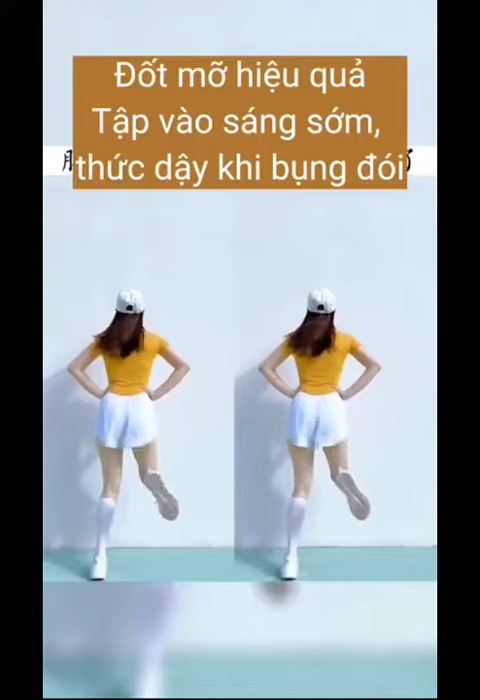 Đốt mỡ hiệu quả
Tập vào sáng sớm,
thức dậy khi bụng đói